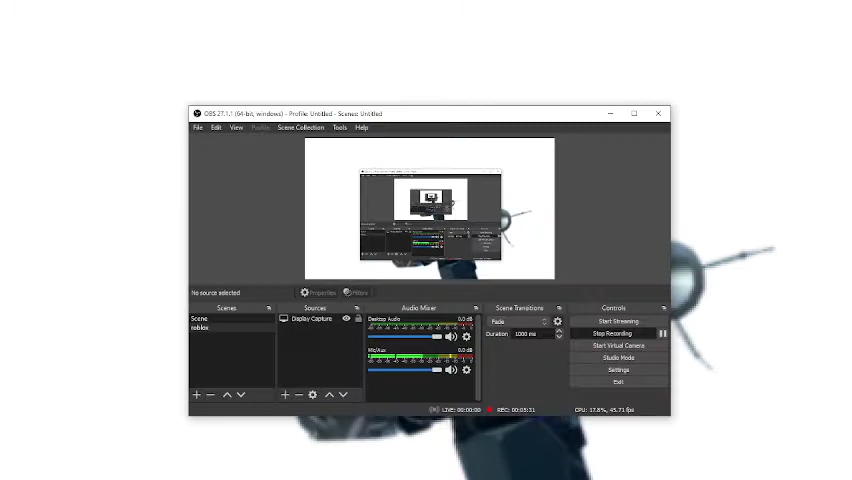 OBS 27.1.1 (64-bit, windows) - Profile: Untitled - Scenes: Untitled
File Edit View Profile Scene Collection Tools Help
No source selected Properties Filters
Scenes Sources Audio Mixer Scene Transitions Controls
Scene
roblox
Display Capture
Desktop Audio 0.0 dB
Mic/Aux 0.0 dB
Fade
Duration 1000 ms
Start Streaming
Stop Recording
Start Virtual Camera
Studio Mode
Settings
Exit
LIVE: 00:00:00 REC: 00:05:31 CPU: 17.8%, 45.71 fps